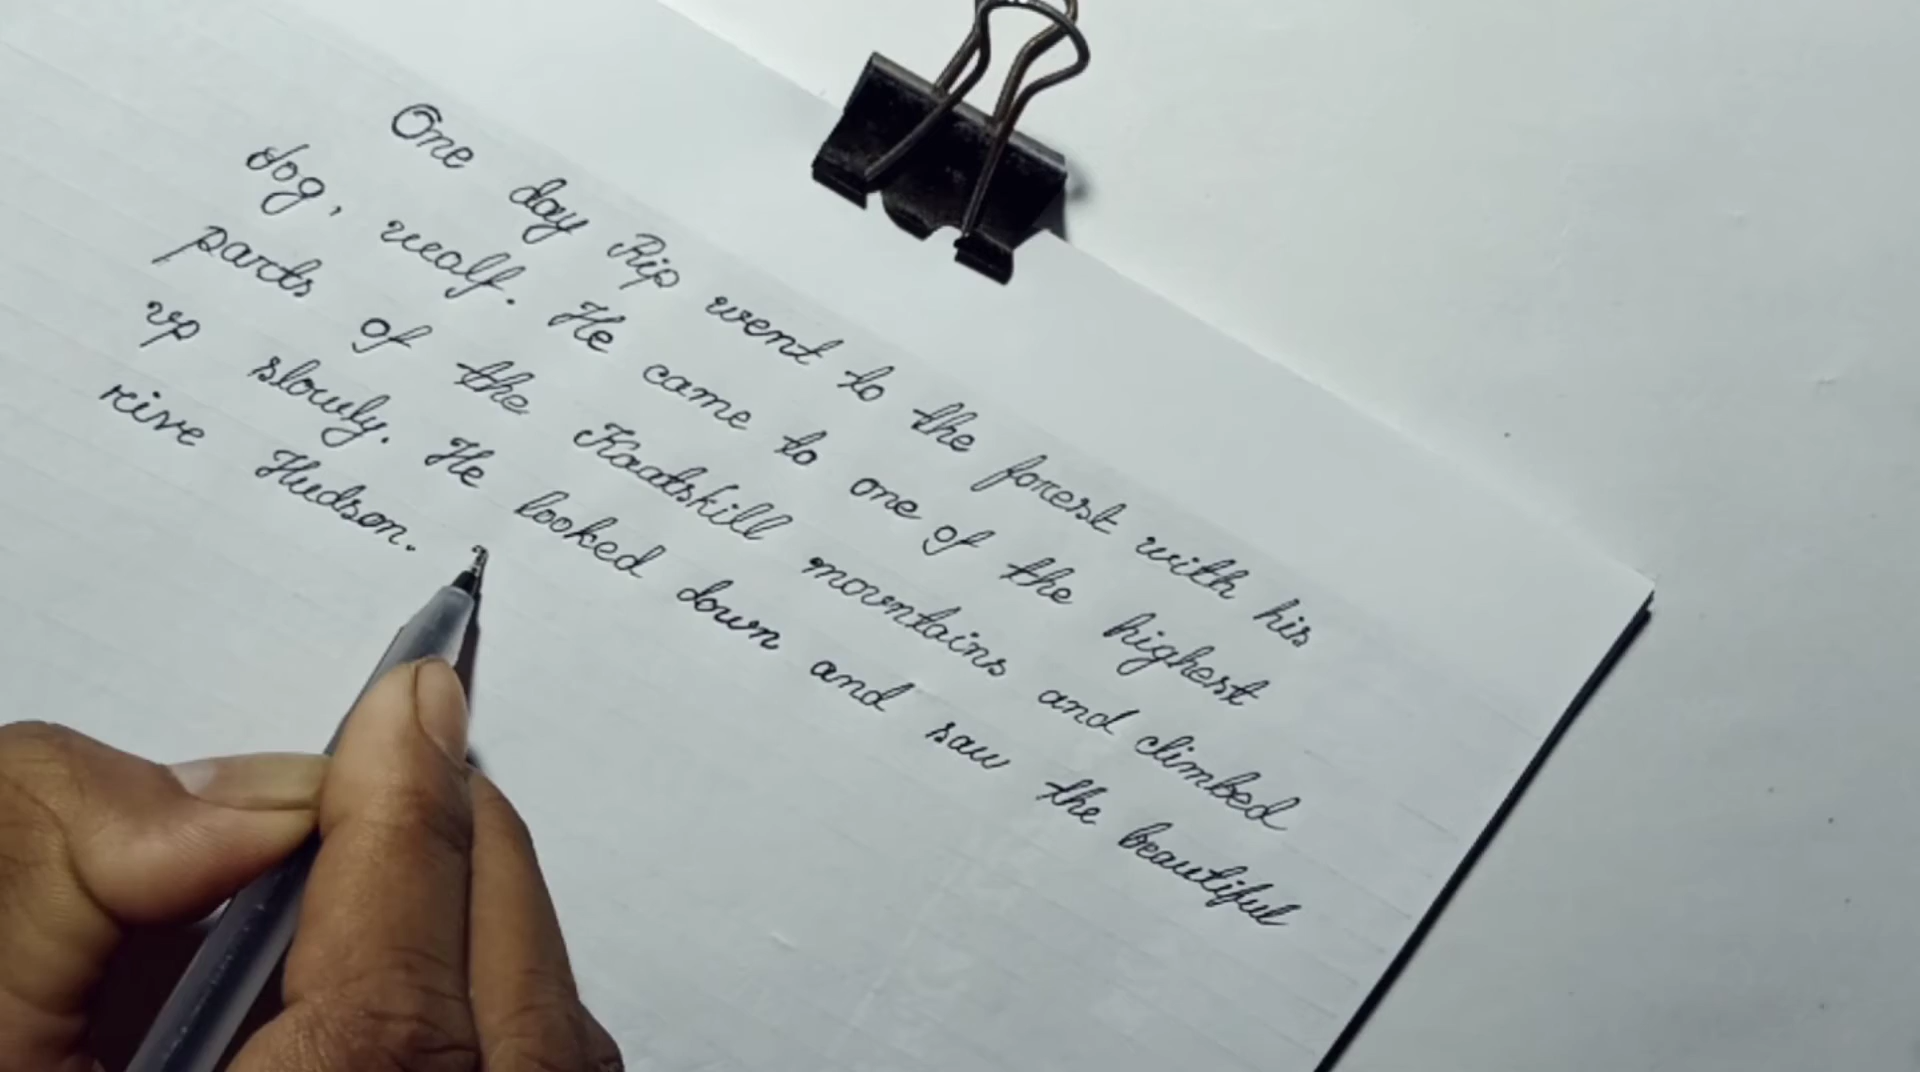 One day Rip went to the forest with his
dog, wolf. He came to one of the highest
parts of the Kaatskill mountains and climbed
up slowly. He looked down and saw the beautiful
rive Hudson.